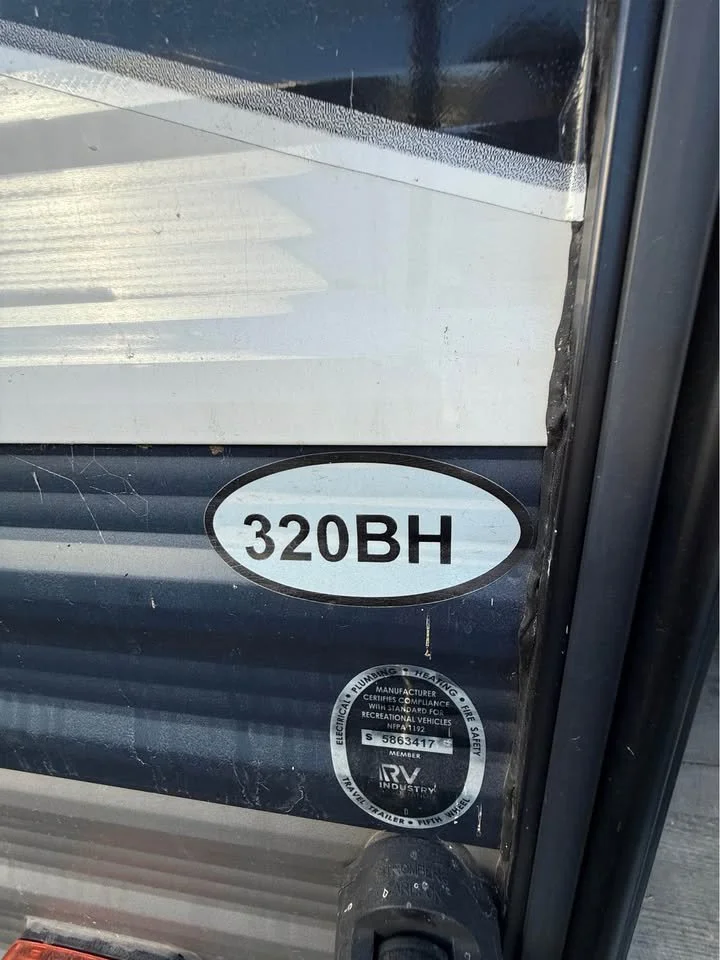 320BH
ELECTRICAL • PLUMBING • HEATING • FIRE SAFETY
MANUFACTURER
CERTIFIES COMPLIANCE
WITH STANDARD FOR
RECREATIONAL VEHICLES
NFPA 1192
S 5863417 S
MEMBER
RV
INDUSTRY
TRAVEL TRAILER • FIFTH WHEEL